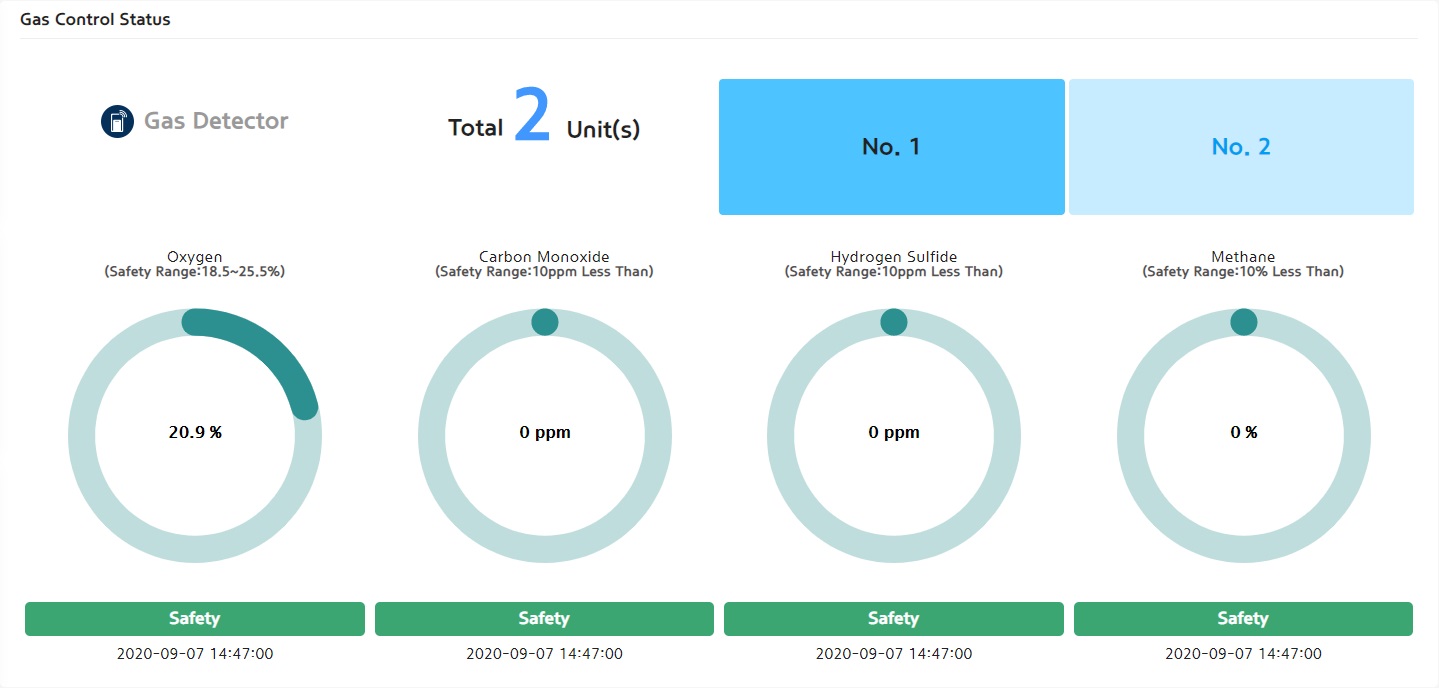 Gas Control Status
Gas Detector
Total 2 Unit(s)
No. 1
No. 2
Oxygen
(Safety Range:18.5~25.5%)
Carbon Monoxide
(Safety Range:10ppm Less Than)
Hydrogen Sulfide
(Safety Range:10ppm Less Than)
Methane
(Safety Range:10% Less Than)
20.9 %
0 ppm
0 ppm
0 %
Safety
Safety
Safety
Safety
2020-09-07 14:47:00
2020-09-07 14:47:00
2020-09-07 14:47:00
2020-09-07 14:47:00